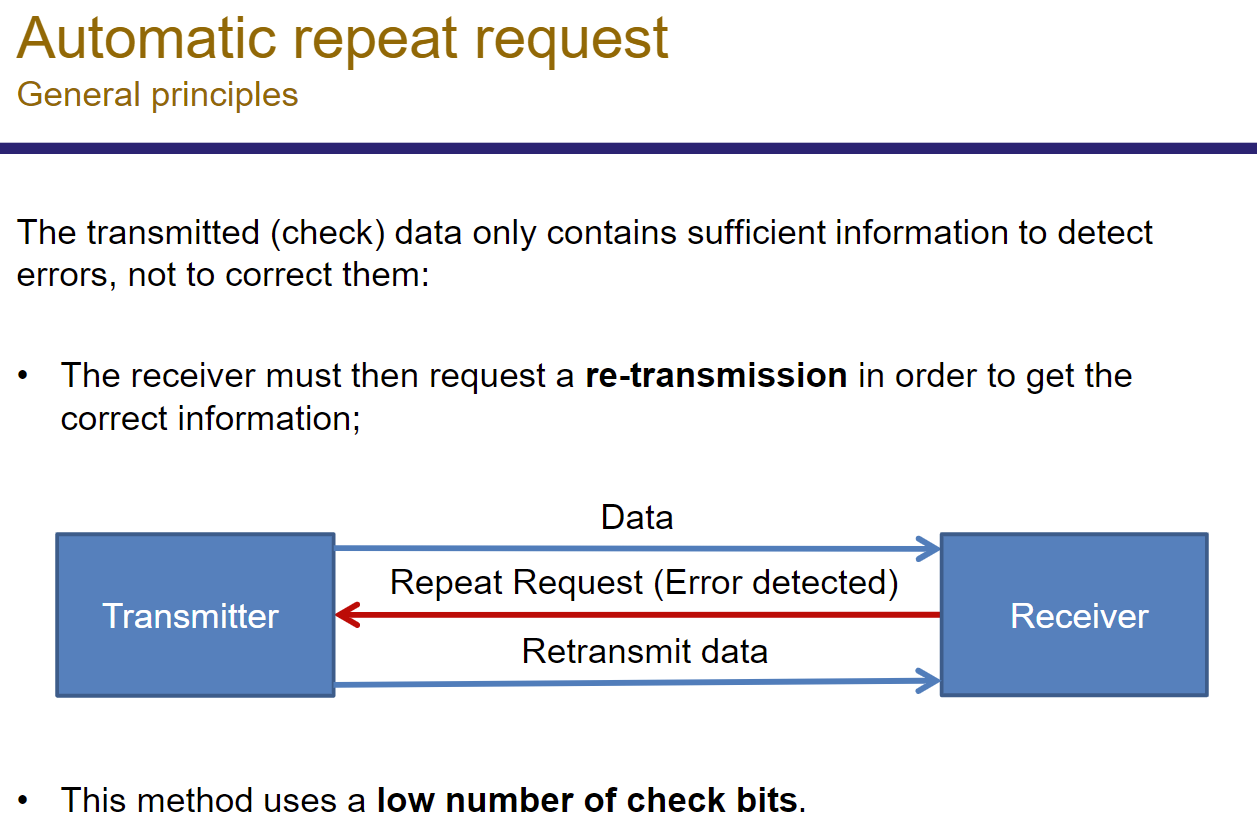 Automatic repeat request
General principles
The transmitted (check) data only contains sufficient information to detect
errors, not to correct them:
• The receiver must then request a re-transmission in order to get the
correct information;
Data
Repeat Request (Error detected)
Transmitter
Receiver
Retransmit data
• This method uses a low number of check bits.